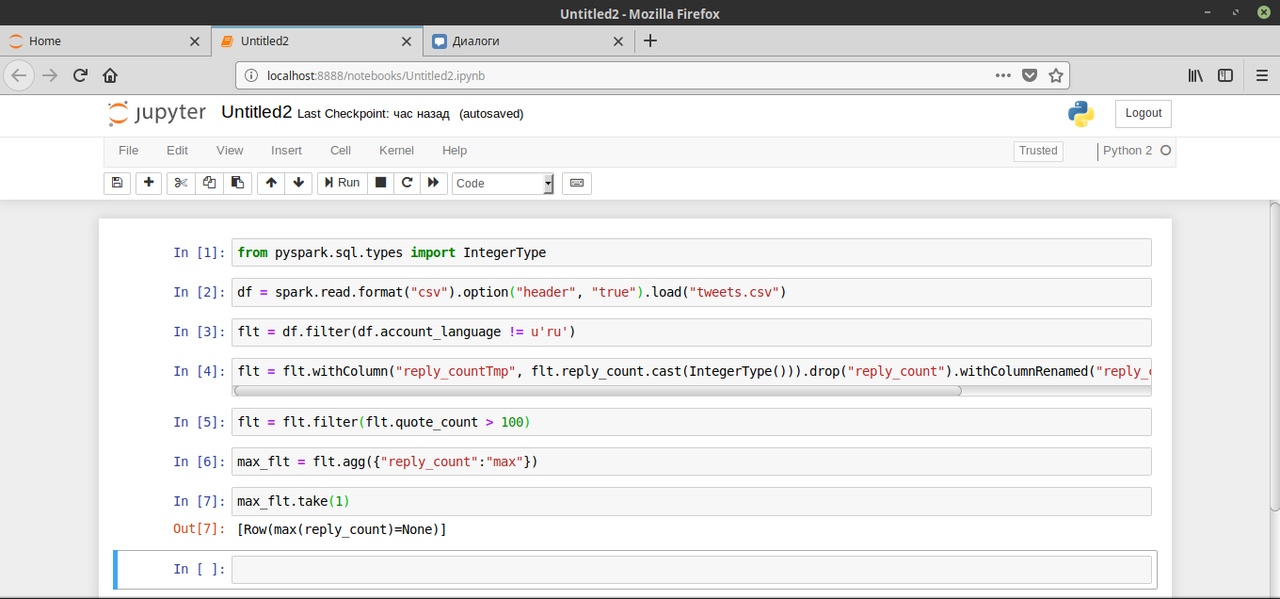 Untitled2 - Mozilla Firefox
Home
Untitled2
Диалоги
localhost:8888/notebooks/Untitled2.ipynb
jupyter Untitled2 Last Checkpoint: час назад (autosaved)
Logout
File Edit View Insert Cell Kernel Help
Trusted
Python 2
Run
Code
In [1]: from pyspark.sql.types import IntegerType
In [2]: df = spark.read.format("csv").option("header", "true").load("tweets.csv")
In [3]: flt = df.filter(df.account_language != u'ru')
In [4]: flt = flt.withColumn("reply_countTmp", flt.reply_count.cast(IntegerType())).drop("reply_count").withColumnRenamed("reply_c
In [5]: flt = flt.filter(flt.quote_count > 100)
In [6]: max_flt = flt.agg({"reply_count":"max"})
In [7]: max_flt.take(1)
Out[7]: [Row(max(reply_count)=None)]
In [ ]: